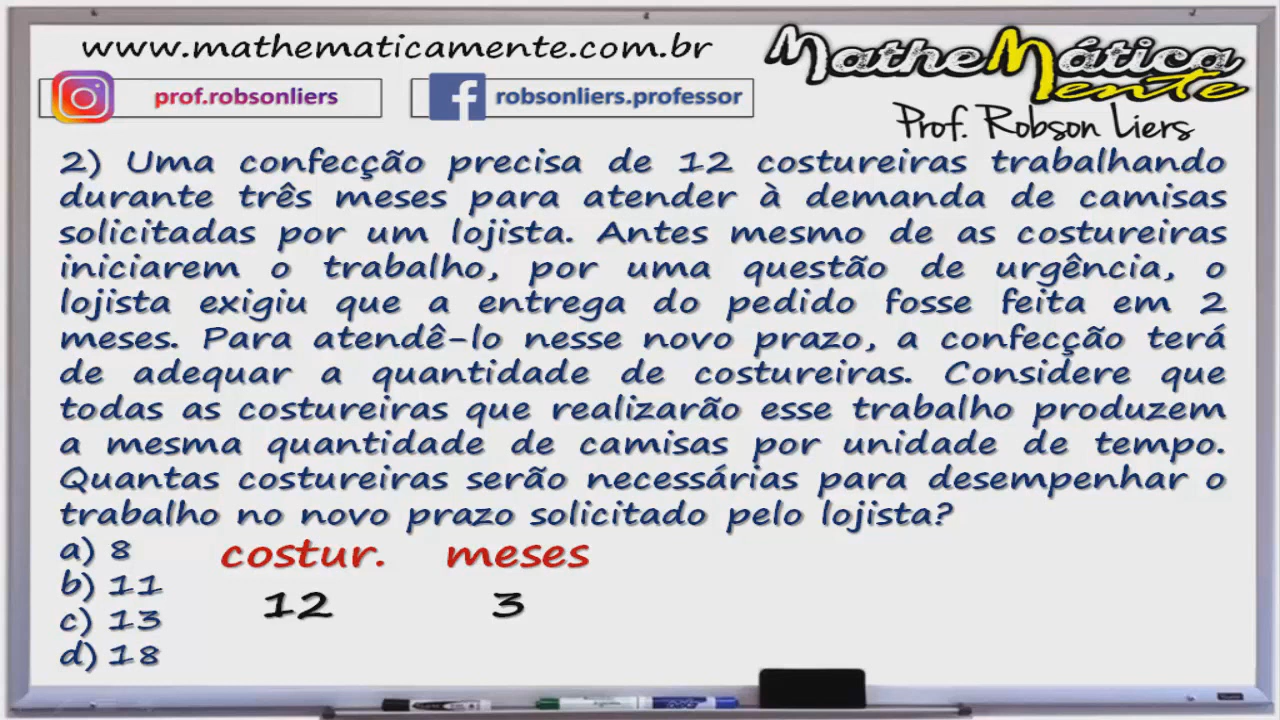 www.mathematicamente.com.br
MatheMática
mente
prof.robsonliers
robsonliers.professor
Prof. Robson Liers
2) Uma confecção precisa de 12 costureiras trabalhando
durante três meses para atender à demanda de camisas
solicitadas por um lojista. Antes mesmo de as costureiras
iniciarem o trabalho, por uma questão de urgência, o
lojista exigiu que a entrega do pedido fosse feita em 2
meses. Para atendê-lo nesse novo prazo, a confecção terá
de adequar a quantidade de costureiras. Considere que
todas as costureiras que realizarão esse trabalho produzem
a mesma quantidade de camisas por unidade de tempo.
Quantas costureiras serão necessárias para desempenhar o
trabalho no novo prazo solicitado pelo lojista?
a) 8
costur. meses
b) 11
12 3
c) 13
d) 18